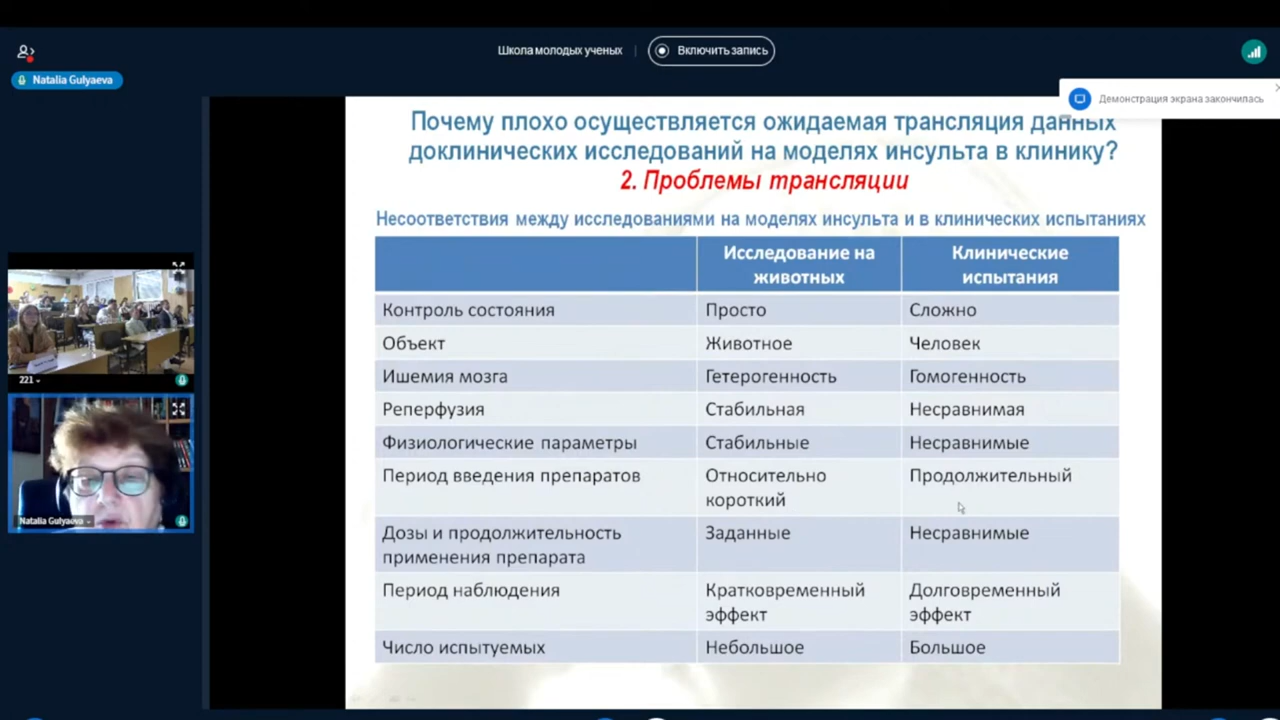 Школа молодых ученых
Включить запись
Natalia Gulyaeva
Демонстрация экрана закончилась
Почему плохо осуществляется ожидаемая трансляция данных
доклинических исследований на моделях инсульта в клинику?
2. Проблемы трансляции
Несоответствия между исследованиями на моделях инсульта и в клинических испытаниях
Исследование на животных
Клинические испытания
Контроль состояния Просто Сложно
Объект Животное Человек
Ишемия мозга Гетерогенность Гомогенность
Реперфузия Стабильная Несравнимая
Физиологические параметры Стабильные Несравнимые
Период введения препаратов Относительно короткий Продолжительный
Дозы и продолжительность применения препарата Заданные Несравнимые
Период наблюдения Кратковременный эффект Долговременный эффект
Число испытуемых Небольшое Большое
221
Natalia Gulyaeva